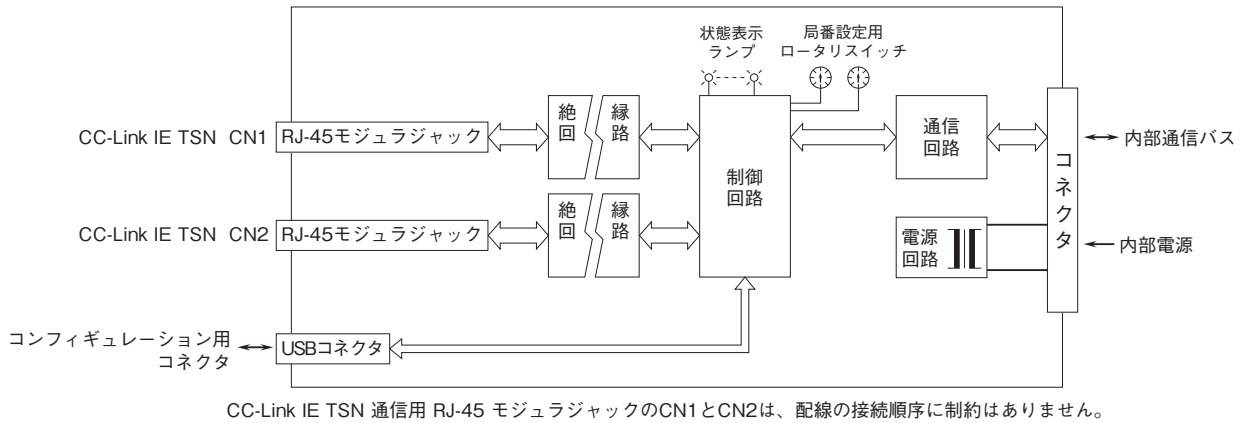 状態表示
ランプ
局番設定用
ロータリスイッチ
CC-Link IE TSN CN1
RJ-45モジュラジャック
絶縁
回路
制御
回路
通信
回路
コネクタ
内部通信バス
CC-Link IE TSN CN2
RJ-45モジュラジャック
絶縁
回路
電源
回路
内部電源
コンフィギュレーション用
コネクタ
USBコネクタ
CC-Link IE TSN 通信用 RJ-45 モジュラジャックのCN1とCN2は、配線の接続順序に制約はありません。